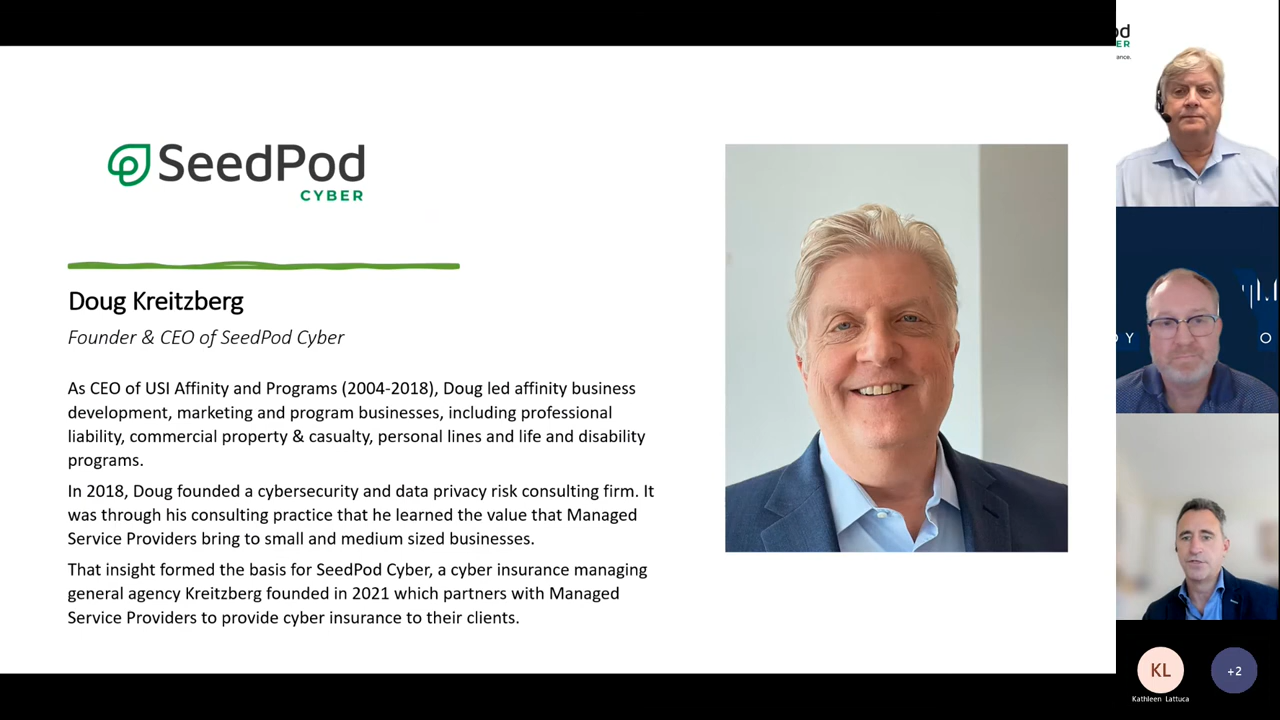 SeedPod
CYBER
Doug Kreitzberg
Founder & CEO of SeedPod Cyber
As CEO of USI Affinity and Programs (2004-2018), Doug led affinity business
development, marketing and program businesses, including professional
liability, commercial property & casualty, personal lines and life and disability
programs.
In 2018, Doug founded a cybersecurity and data privacy risk consulting firm. It
was through his consulting practice that he learned the value that Managed
Service Providers bring to small and medium sized businesses.
That insight formed the basis for SeedPod Cyber, a cyber insurance managing
general agency Kreitzberg founded in 2021 which partners with Managed
Service Providers to provide cyber insurance to their clients.
od
ER
ance.
Y
O
KL
+2
Kathleen Lattuca